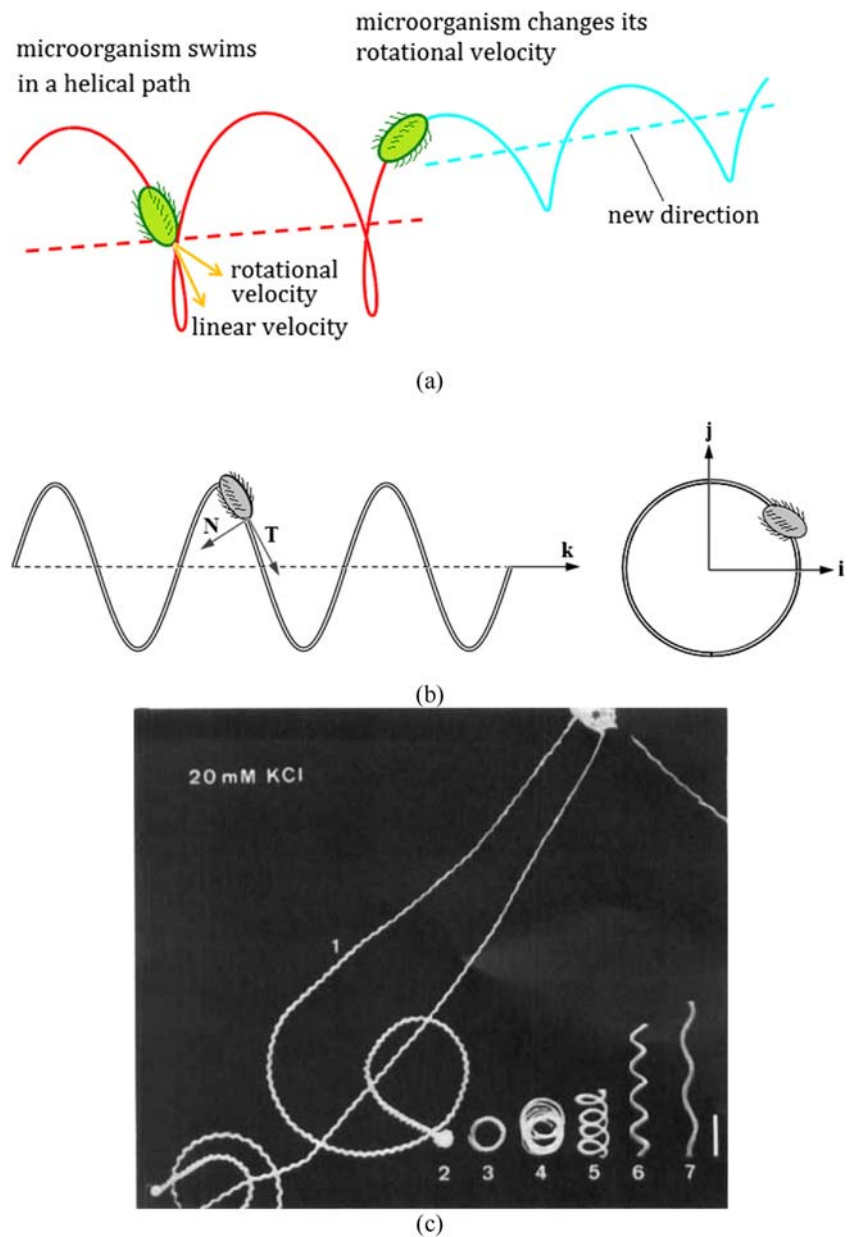 microorganism swims
in a helical path
microorganism changes its
rotational velocity
new direction
rotational
velocity
linear velocity
(a)
N
T
k
j
i
(b)
20 mM KCl
1
2 3 4 5 6 7
(c)